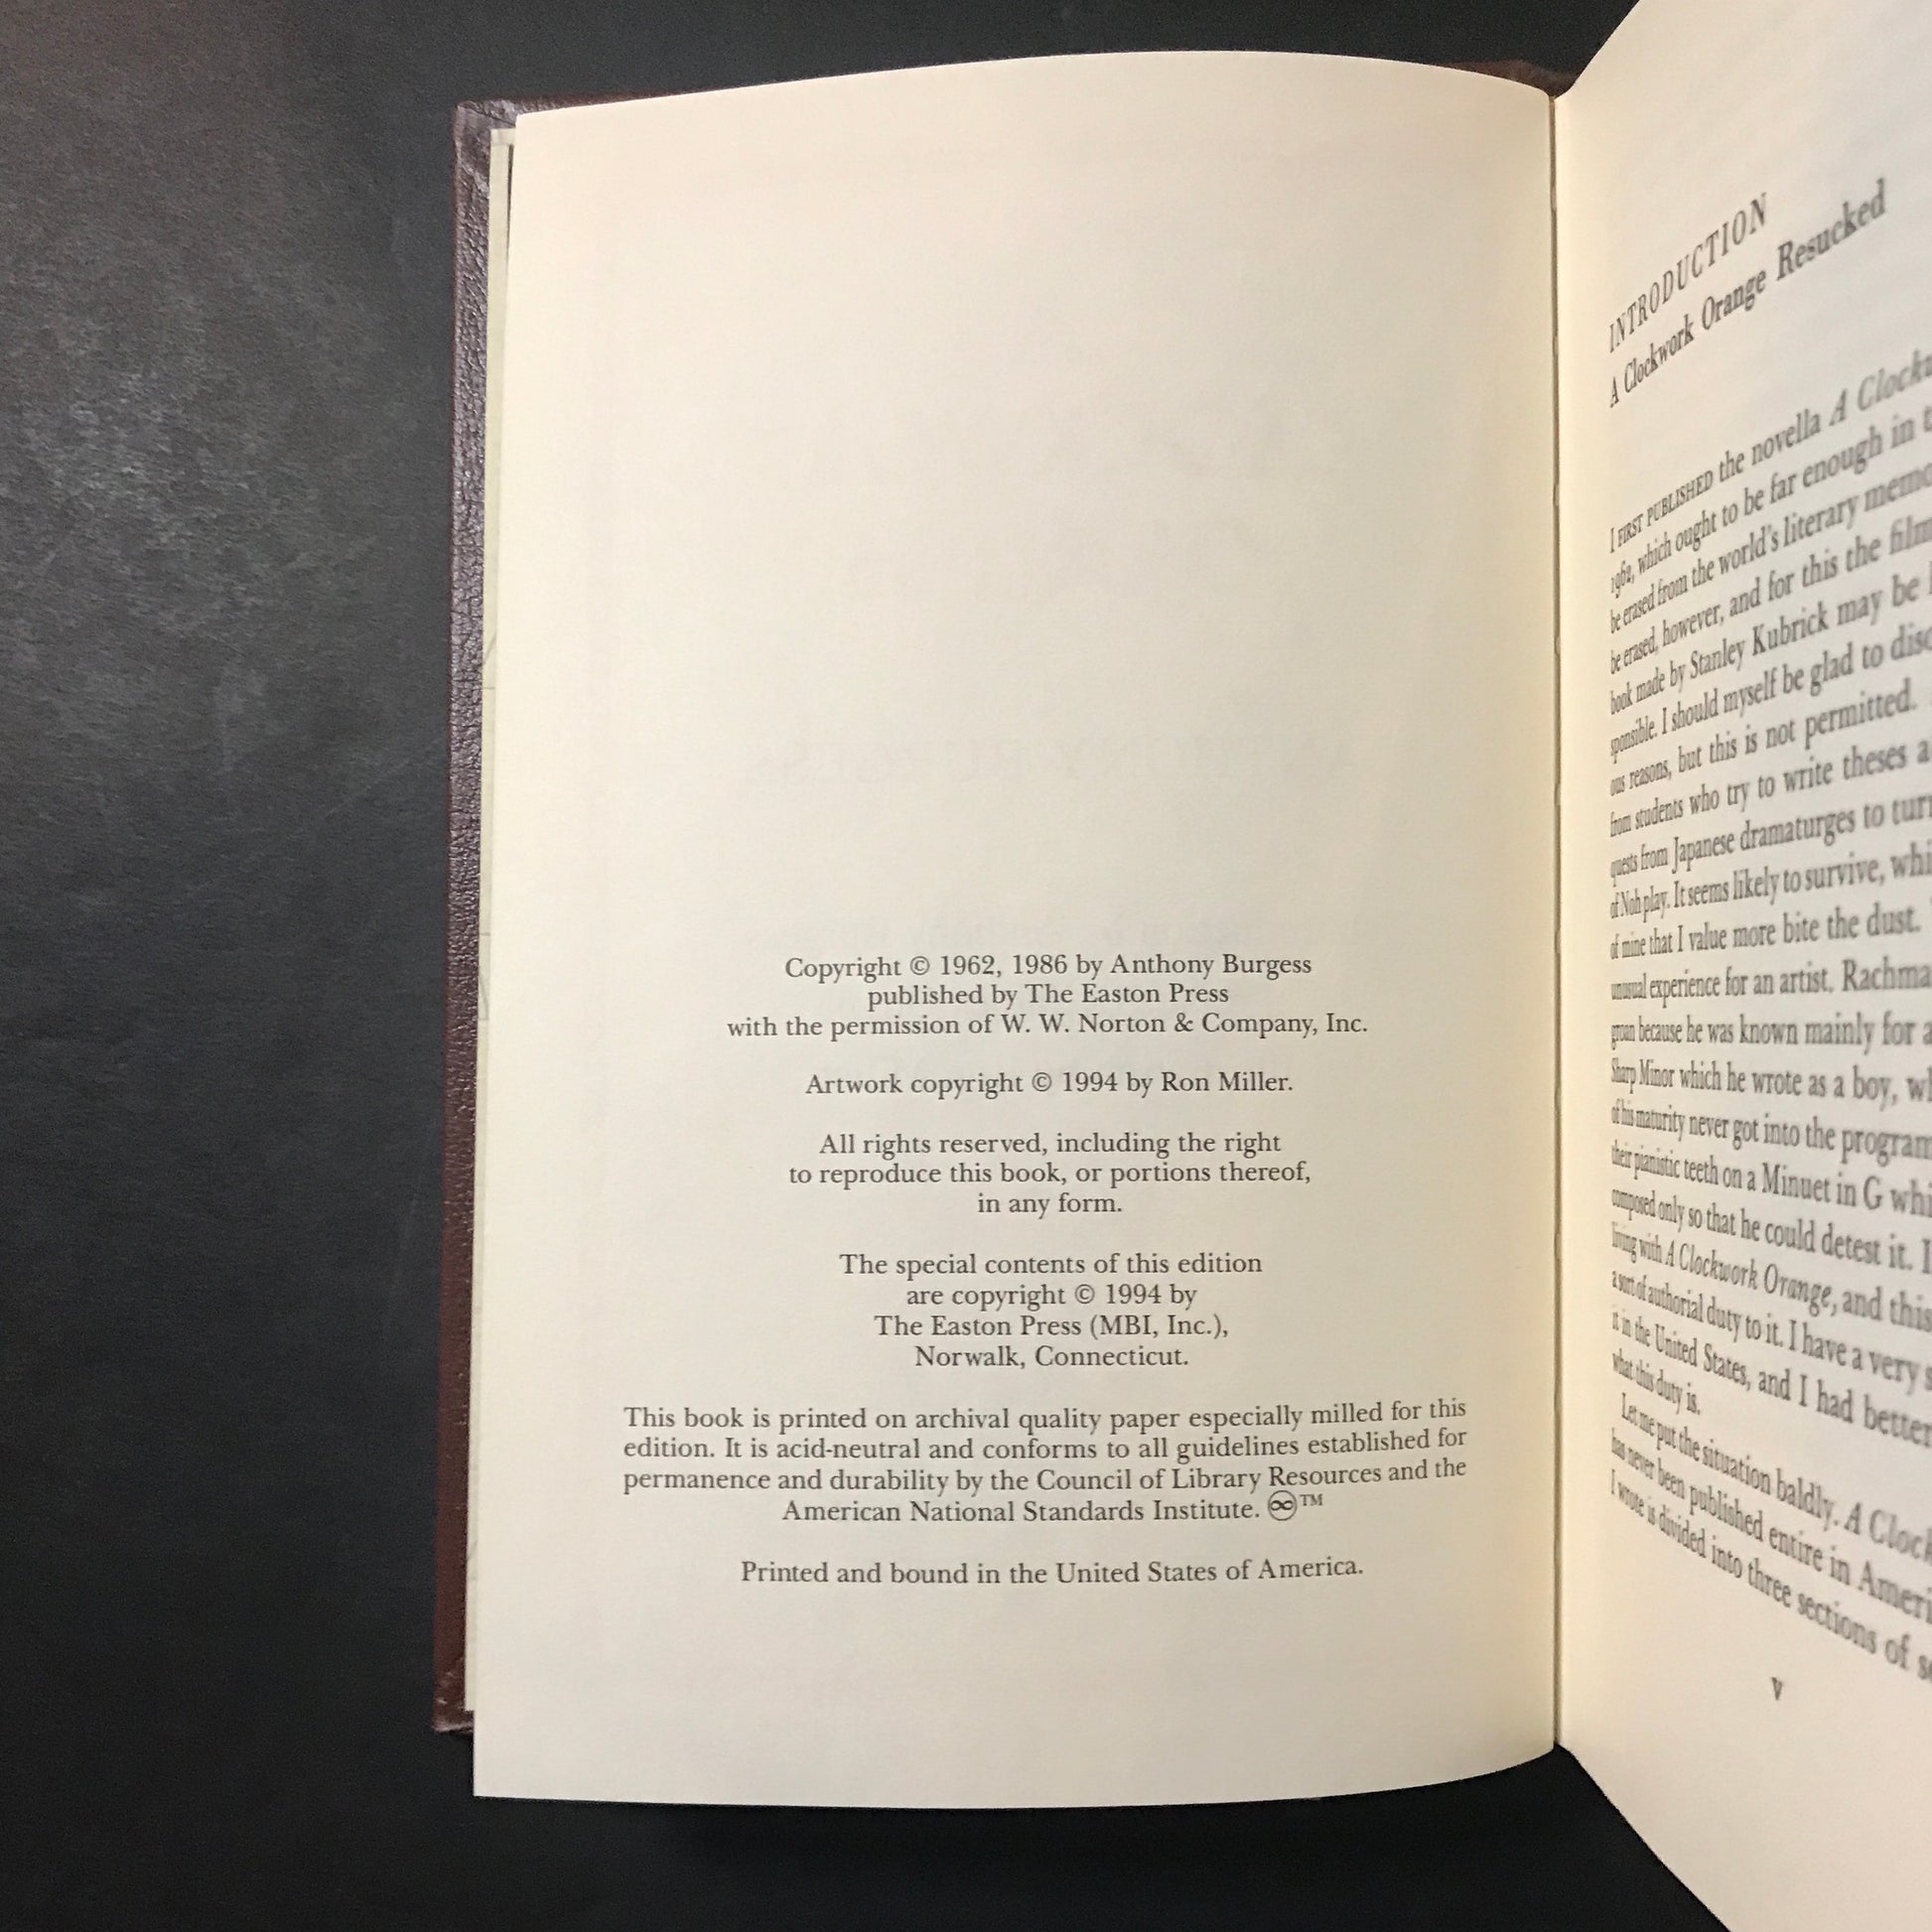 Copyright © 1962, 1986 by Anthony Burgess
published by The Easton Press
with the permission of W. W. Norton & Company, Inc.
Artwork copyright © 1994 by Ron Miller.
All rights reserved, including the right
to reproduce this book, or portions thereof,
in any form.
The special contents of this edition
are copyright © 1994 by
The Easton Press (MBI, Inc.),
Norwalk, Connecticut.
This book is printed on archival quality paper especially milled for this
edition. It is acid-neutral and conforms to all guidelines established for
permanence and durability by the Council of Library Resources and the
American National Standards Institute. ♾™
Printed and bound in the United States of America.
INTRODUCTION
A Clockwork Orange Resucked
I FIRST PUBLISHED the novella A
1962, which ought to be far enough in
be erased from the world's literary
be erased, however, and for this the film
book made by Stanley Kubrick may be
sponsible. I should myself be glad to
ous reasons, but this is not permitted.
from students who try to write theses
quests from Japanese dramaturges to
of Noh play. It seems likely to survive,
of mine that I value more bite the dust.
unusual experience for an artist.
groan because he was known mainly for
Sharp Minor which he wrote as a boy,
of his maturity never got into the
their pianistic teeth on a Minuet in G
composed only so that he could detest it. I
living with A Clockwork Orange, and this
a sort of authorial duty to it. I have a very
it in the United States, and I had better
what this duty is.
Let me put the situation baldly. A
has never been published entire in
I wrote is divided into three sections of
v